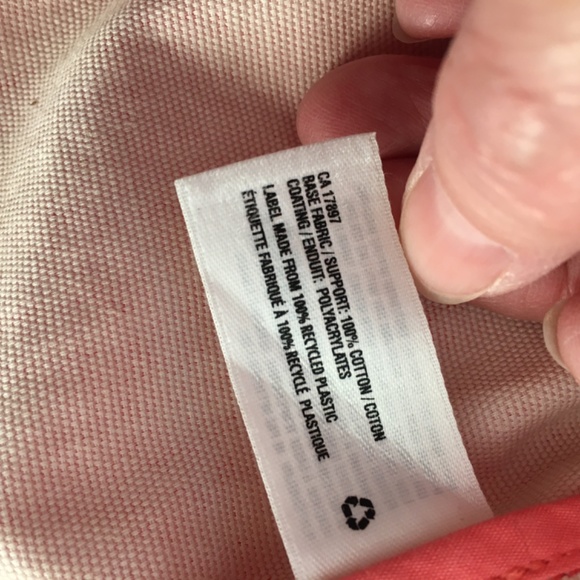 CA 17897
BASE FABRIC / SUPPORT: 100% COTTON / COTON
COATING / ENDUIT: POLYACRYLATES
LABEL MADE FROM 100% RECYCLED PLASTIC
ÉTIQUETTE FABRIQUÉ À 100% RECYCLÉ PLASTIQUE